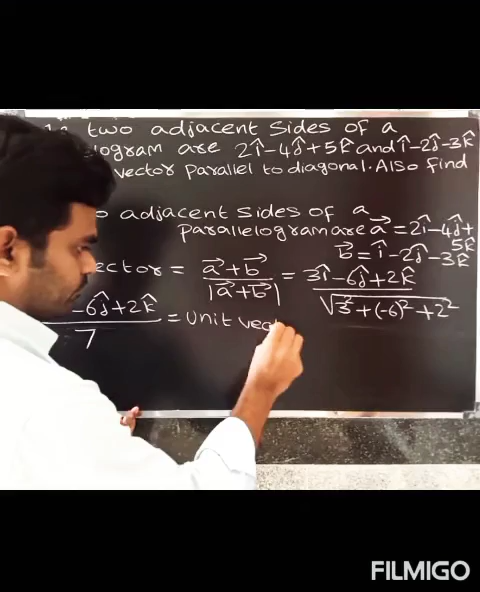 two adjacent sides of a
logram are 2î-4ĵ+5k̂ and î-2ĵ-3k̂
vector parallel to diagonal. Also find
o adjacent sides of a
parallelogram are a⃗ = 2î-4ĵ+
5k̂
b⃗ = î-2ĵ-3k̂
ector = (a⃗+b⃗)/|a⃗+b⃗| = (3î-6ĵ+2k̂)/√(3²+(-6)²+2²)
-6ĵ+2k̂/7 = Unit vec
FILMIGO